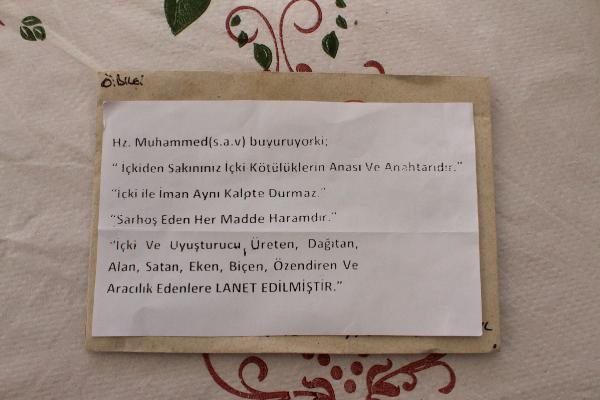 Ö.BİLGİ
Hz. Muhammed(s.a.v) buyuruyorki;
" İçkiden Sakınınız İçki Kötülüklerin Anası Ve Anahtarıdır."
"İçki ile İman Aynı Kalpte Durmaz."
"Sarhoş Eden Her Madde Haramdır."
"İçki Ve Uyuşturucu Üreten, Dağıtan,
Alan, Satan, Eken, Biçen, Özendiren Ve
Aracılık Edenlere LANET EDİLMİŞTİR."